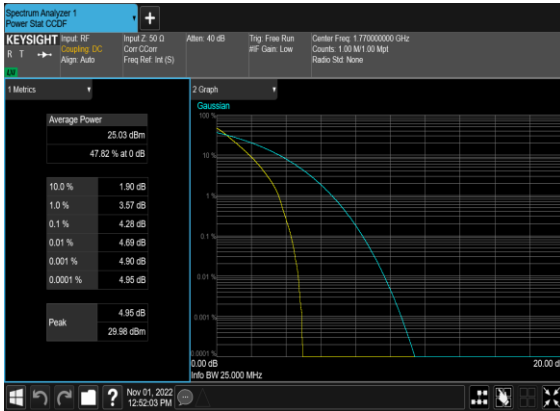 Spectrum Analyzer 1
Power Stat CCDF
KEYSIGHT
R T
LXI
Input: RF
Coupling: DC
Align: Auto
Input Z: 50 Ω
Corr CCorr
Freq Ref: Int (S)
Atten: 40 dB
Trig: Free Run
#IF Gain: Low
Center Freq: 1.770000000 GHz
Counts: 1.00 M/1.00 Mpt
Radio Std: None
1 Metrics
Average Power
25.03 dBm
47.82 % at 0 dB
10.0 % 1.90 dB
1.0 % 3.57 dB
0.1 % 4.28 dB
0.01 % 4.69 dB
0.001 % 4.90 dB
0.0001 % 4.95 dB
Peak
4.95 dB
29.98 dBm
2 Graph
Gaussian
100 %
10 %
1 %
0.1 %
0.01 %
0.001 %
0.0001 %
0.00 dB
20.00 d
Info BW 25.000 MHz
?
Nov 01, 2022
12:52:03 PM